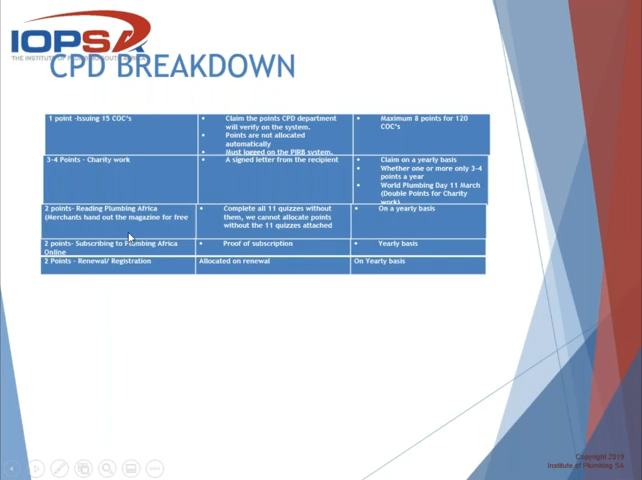 IOPSA
THE INSTITUTE OF
CPD BREAKDOWN
1 point -Issuing 15 COC's
• Claim the points CPD department
will verify on the system.
• Points are not allocated
automatically
• Must logged on the PIRB system.
• Maximum 8 points for 120
COC's
3-4 Points - Charity work
• A signed letter from the recipient
• Claim on a yearly basis
• Whether one or more only 3-4
points a year
• World Plumbing Day 11 March
(Double Points for Charity
work)
2 points- Reading Plumbing Africa
(Merchants hand out the magazine for free
• Complete all 11 quizzes without
them, we cannot allocate points
without the 11 quizzes attached
• On a yearly basis
2 points- Subscribing to Plumbing Africa
Online
• Proof of subscription
• Yearly basis
2 Points - Renewal/ Registration
Allocated on renewal
On Yearly basis
Copyright 2019
Institute of Plumbing SA
4